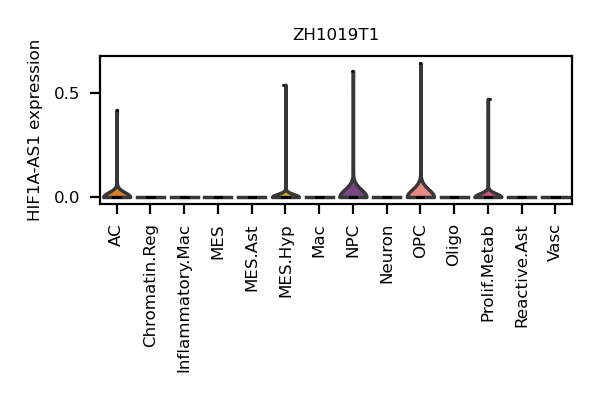 ZH1019T1
HIF1A-AS1 expression
0.5
0.0
AC
Chromatin.Reg
Inflammatory.Mac
MES
MES.Ast
MES.Hyp
Mac
NPC
Neuron
OPC
Oligo
Prolif.Metab
Reactive.Ast
Vasc